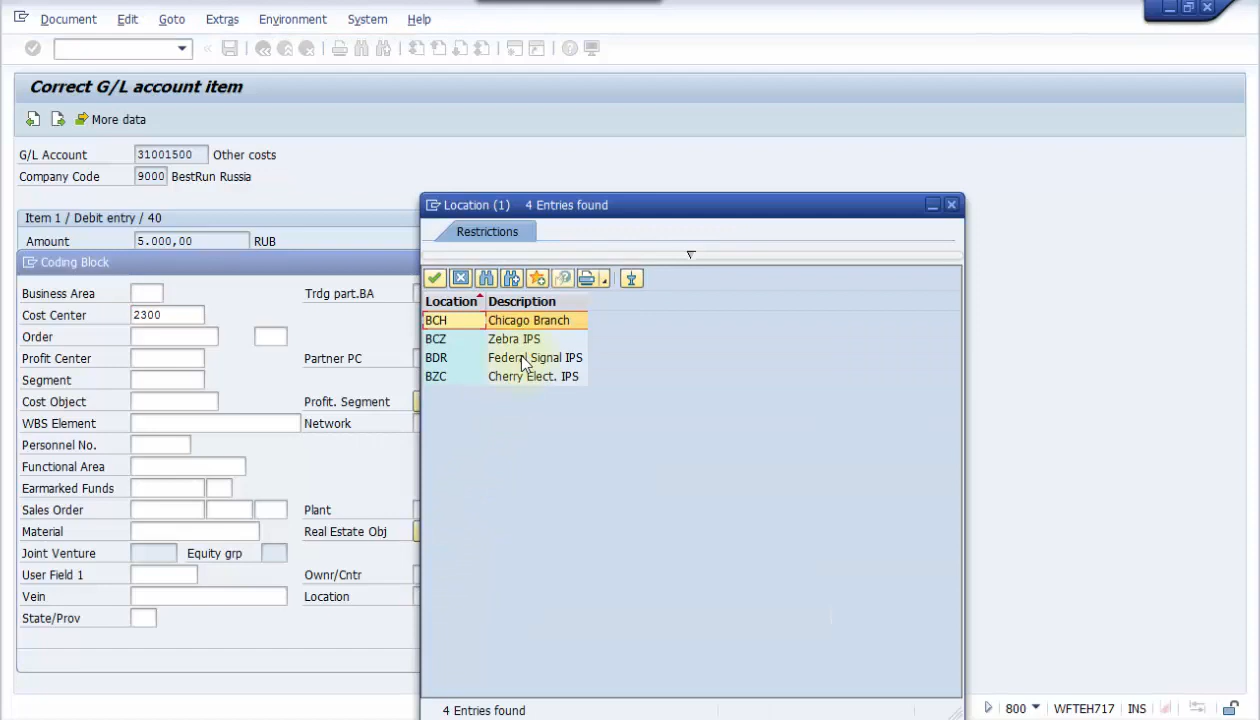 Document Edit Goto Extras Environment System Help
Correct G/L account item
More data
G/L Account 31001500 Other costs
Company Code 9000 BestRun Russia
Item 1 / Debit entry / 40
Amount 5.000,00 RUB
Coding Block
Business Area Trdg part.BA
Cost Center 2300
Order
Profit Center Partner PC
Segment
Cost Object Profit. Segment
WBS Element Network
Personnel No.
Functional Area
Earmarked Funds
Sales Order Plant
Material Real Estate Obj
Joint Venture Equity grp
User Field 1 Ownr/Cntr
Vein Location
State/Prov
Location (1) 4 Entries found
Restrictions
Location Description
BCH Chicago Branch
BCZ Zebra IPS
BDR Federal Signal IPS
BZC Cherry Elect. IPS
4 Entries found
800 WFTEH717 INS